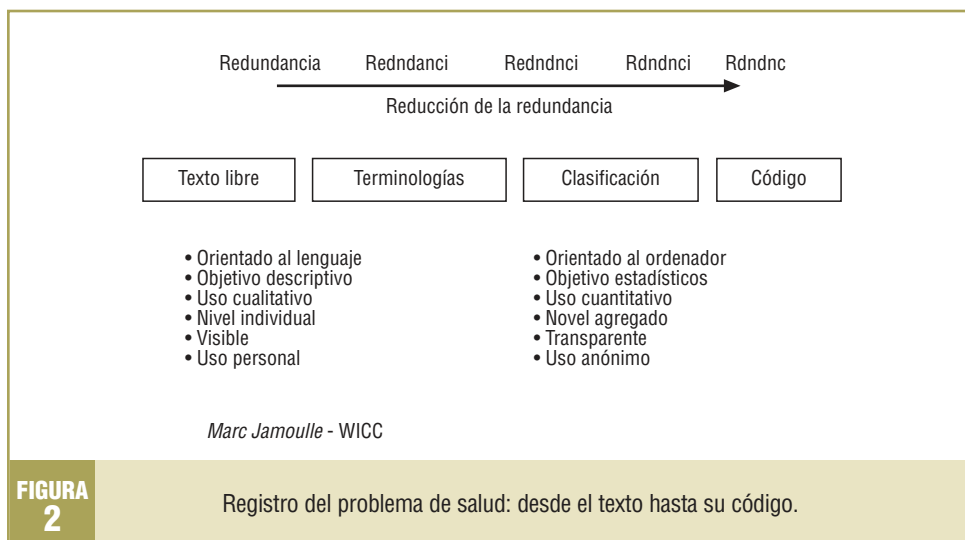 Redundancia Redndanci Redndnci Rdndnci Rdndnc
Reducción de la redundancia
Texto libre Terminologías Clasificación Código
• Orientado al lenguaje
• Objetivo descriptivo
• Uso cualitativo
• Nivel individual
• Visible
• Uso personal
• Orientado al ordenador
• Objetivo estadísticos
• Uso cuantitativo
• Novel agregado
• Transparente
• Uso anónimo
Marc Jamoulle - WICC
FIGURA
2
Registro del problema de salud: desde el texto hasta su código.